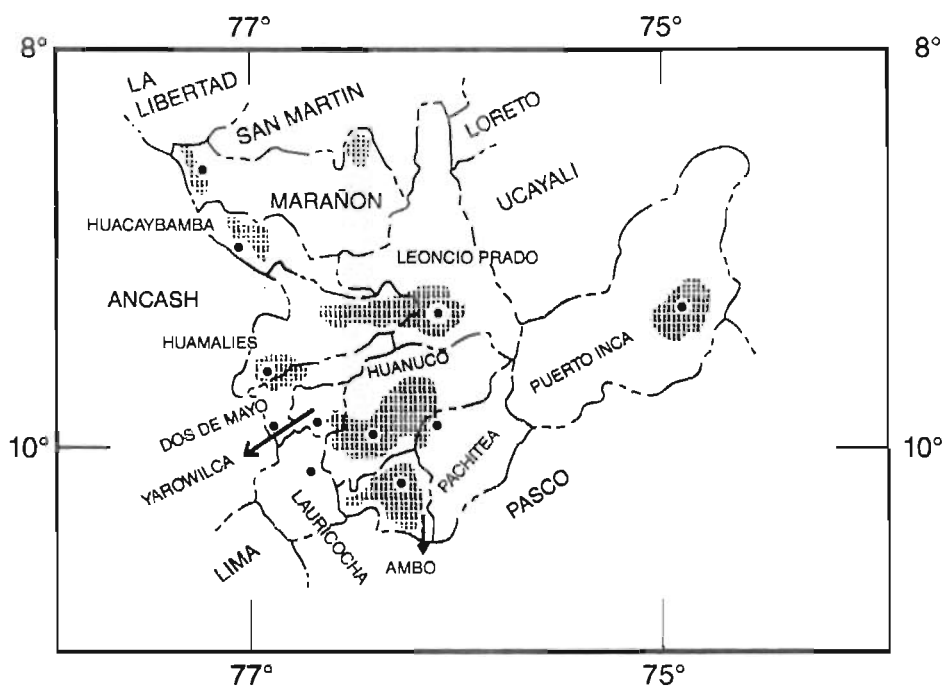 77°
75°
8°
8°
LA
LIBERTAD
SAN MARTIN
LORETO
MARAÑON
UCAYALI
HUACAYBAMBA
LEONCIO PRADO
ANCASH
HUAMALIES
HUANUCO
PUERTO INCA
DOS DE MAYO
10°
10°
YAROWILCA
PACHITEA
PASCO
LAURICOCHA
LIMA
AMBO
77°
75°